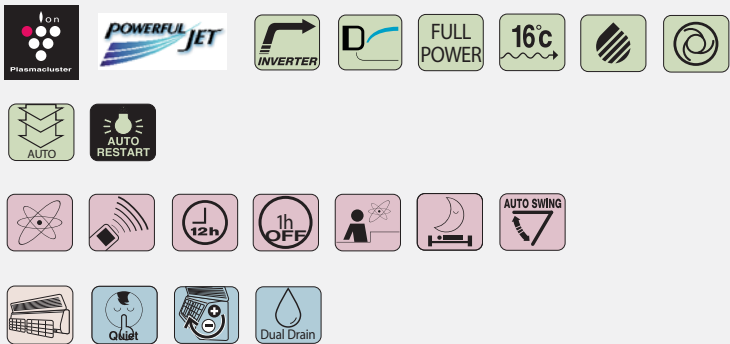 Ion
Plasmacluster
POWERFUL JET
INVERTER
D
FULL
POWER
16°c
AUTO
AUTO
RESTART
12h
1h
OFF
AUTO SWING
Quiet
+
−
Dual Drain